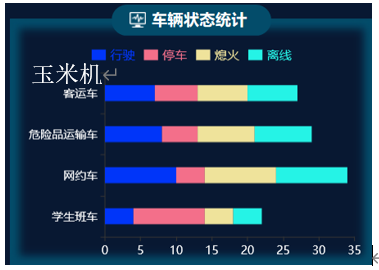 车辆状态统计
行驶 停车 熄火 离线
玉米机
客运车
危险品运输车
网约车
学生班车
0 5 10 15 20 25 30 35